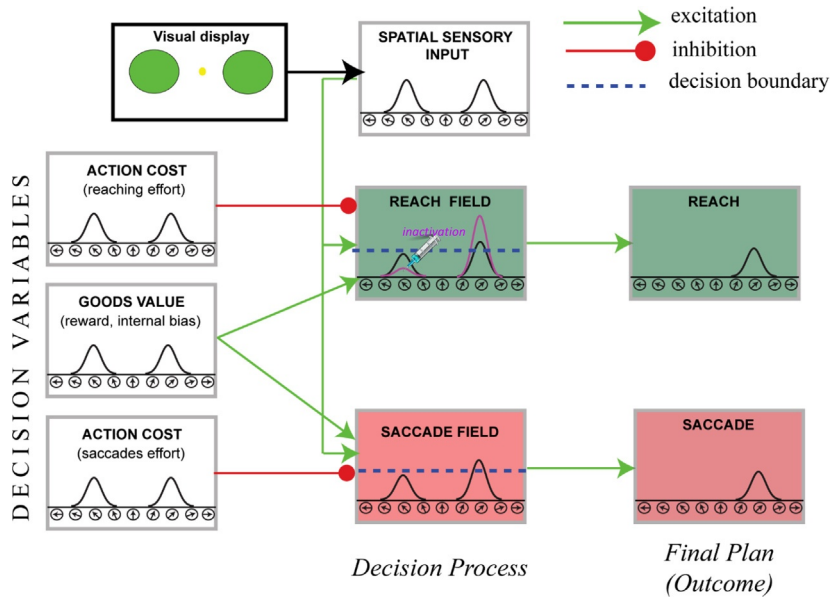 Visual display
SPATIAL SENSORY
INPUT
excitation
inhibition
decision boundary
DECISION VARIABLES
ACTION COST
(reaching effort)
REACH FIELD
inactivation
REACH
GOODS VALUE
(reward, internal bias)
ACTION COST
(saccades effort)
SACCADE FIELD
SACCADE
Decision Process
Final Plan
(Outcome)